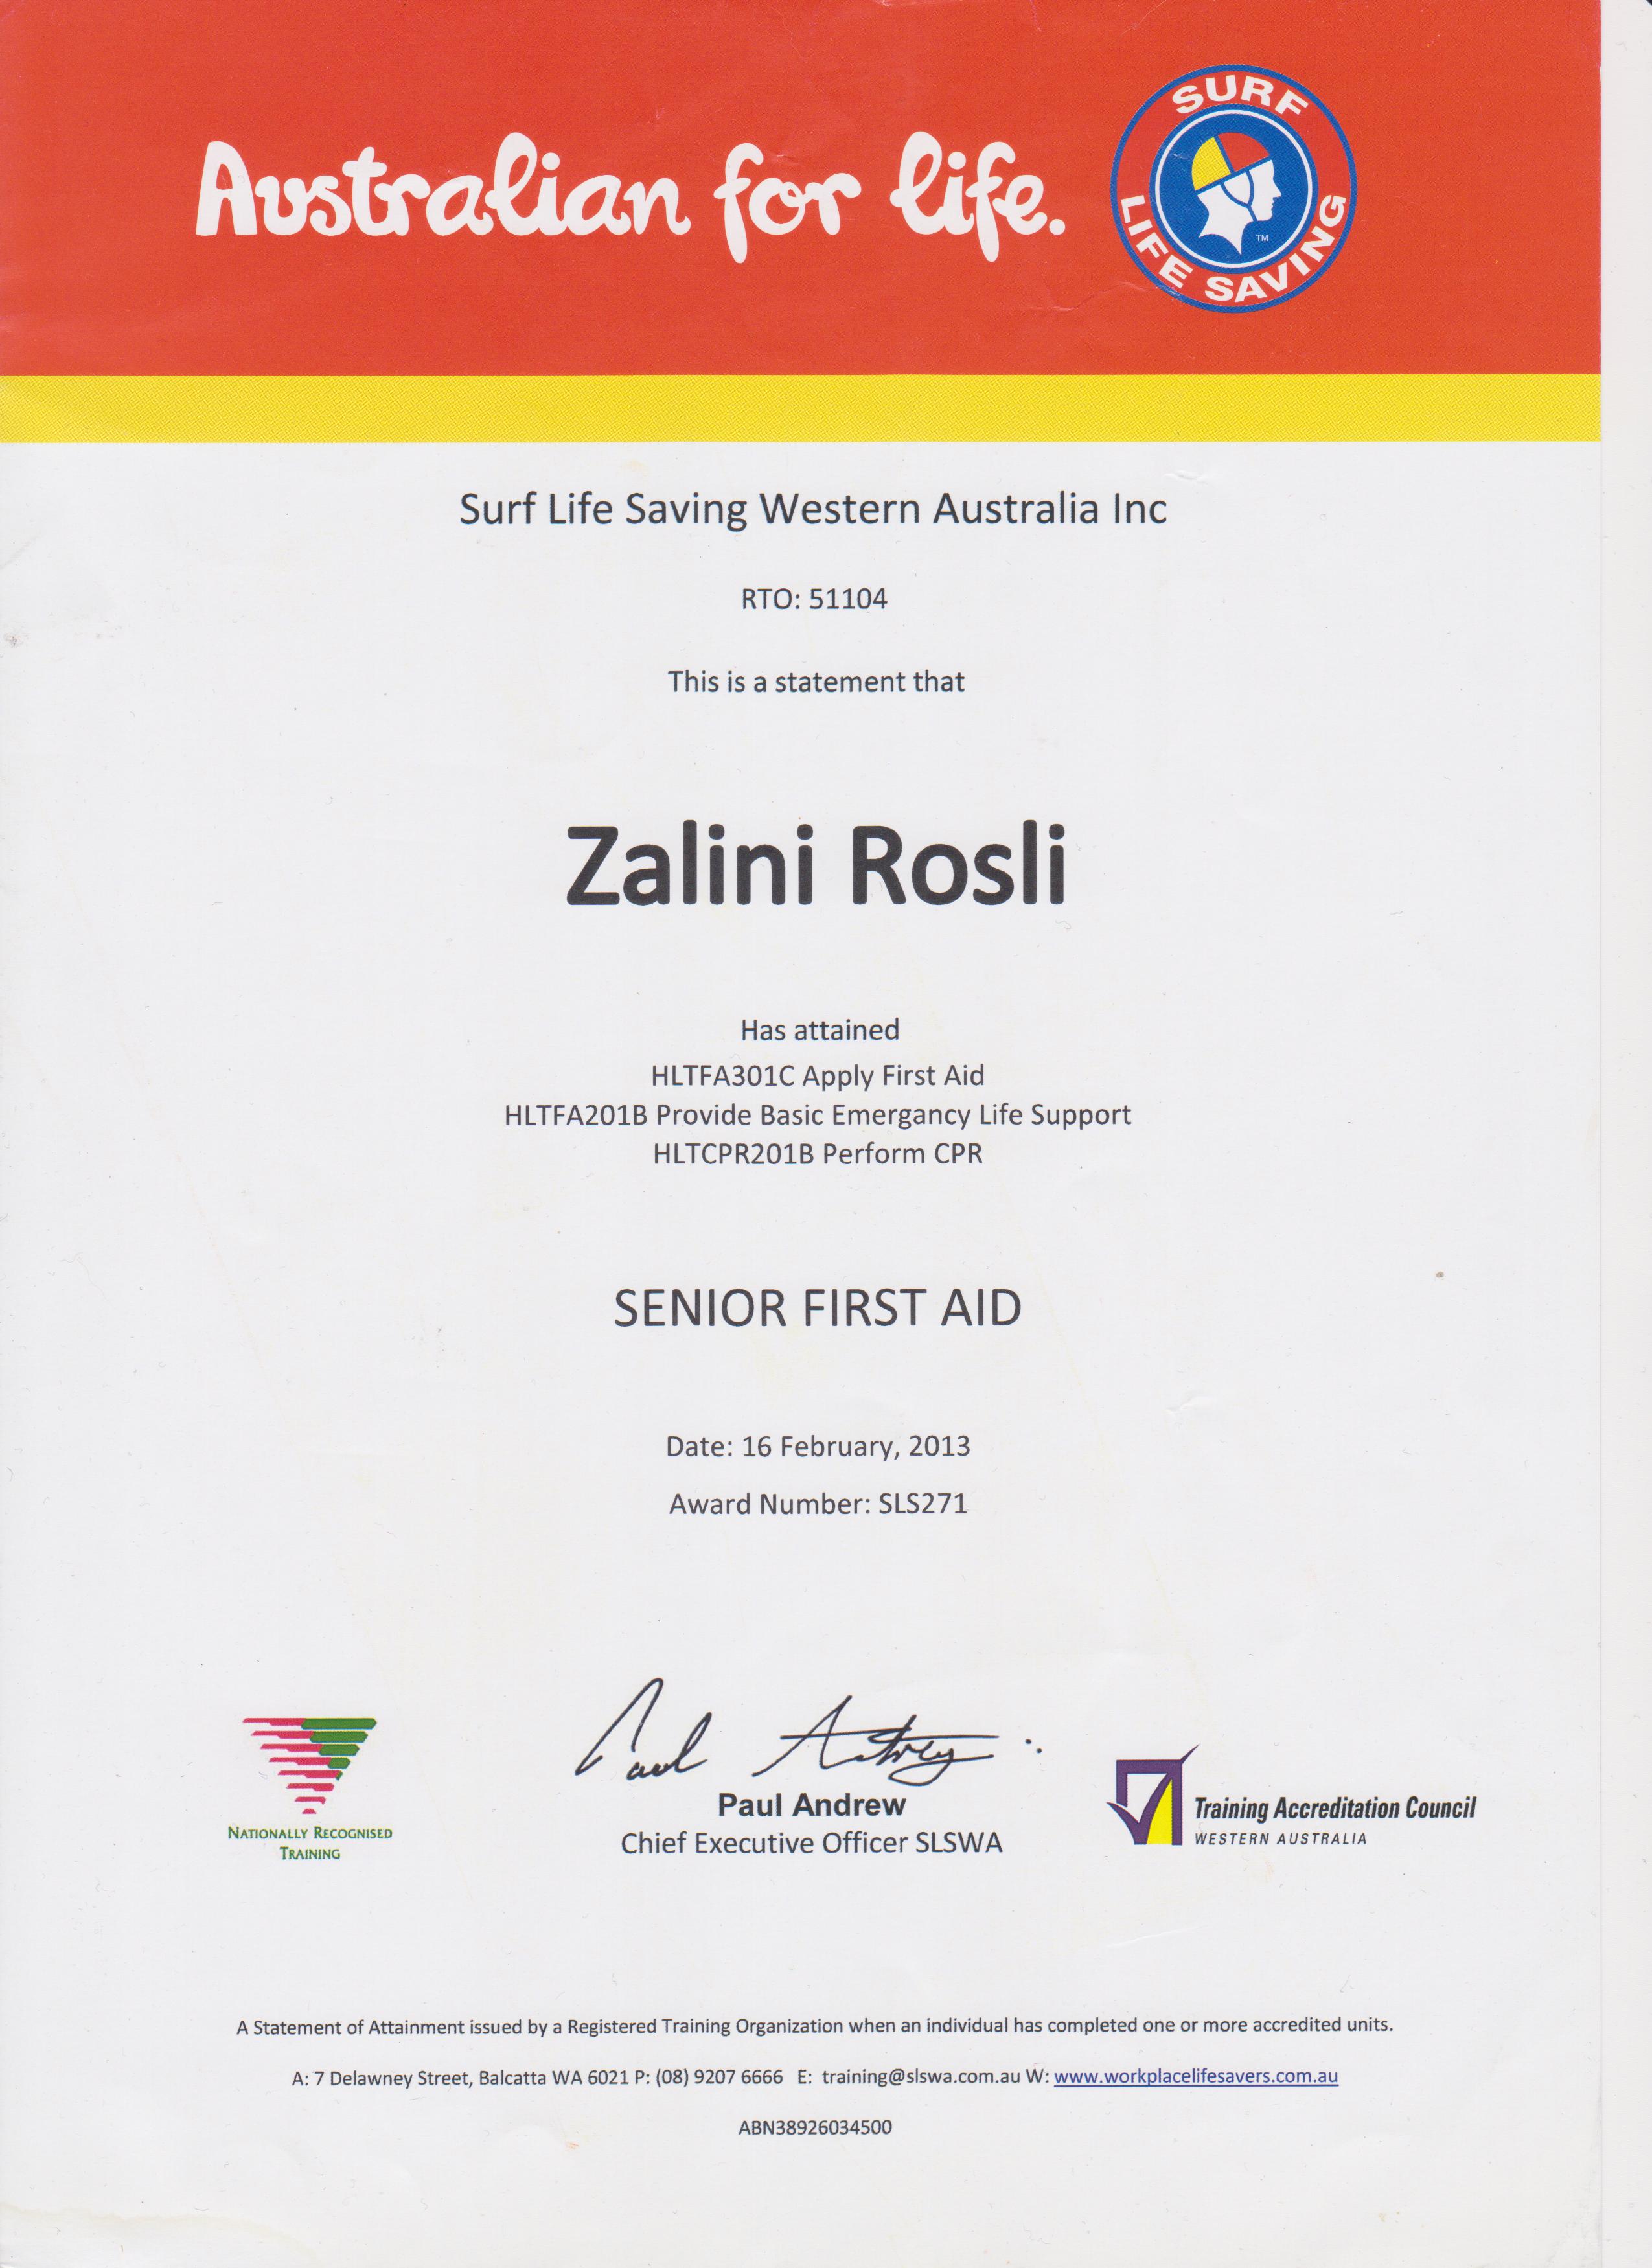 Australian for life.
SURF
LIFE SAVING
TM
Surf Life Saving Western Australia Inc
RTO: 51104
This is a statement that
Zalini Rosli
Has attained
HLTFA301C Apply First Aid
HLTFA201B Provide Basic Emergancy Life Support
HLTCPR201B Perform CPR
SENIOR FIRST AID
Date: 16 February, 2013
Award Number: SLS271
Paul Andrew
Chief Executive Officer SLSWA
NATIONALLY RECOGNISED
TRAINING
Training Accreditation Council
WESTERN AUSTRALIA
A Statement of Attainment issued by a Registered Training Organization when an individual has completed one or more accredited units.
A: 7 Delawney Street, Balcatta WA 6021 P: (08) 9207 6666 E: training@slswa.com.au W: www.workplacelifesavers.com.au
ABN38926034500